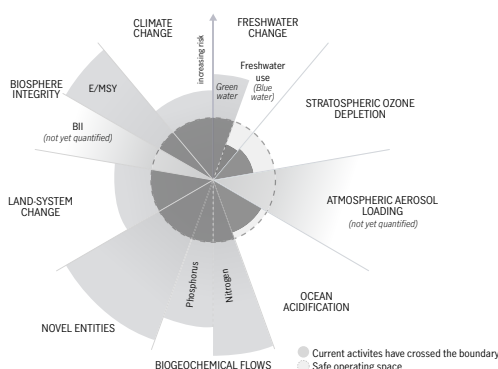 CLIMATE
CHANGE
increasing risk
FRESHWATER
CHANGE
Freshwater
use
(Blue
water)
Green
water
STRATOSPHERIC OZONE
DEPLETION
BIOSPHERE
INTEGRITY
E/MSY
BII
(not yet quantified)
ATMOSPHERIC AEROSOL
LOADING
(not yet quantified)
LAND-SYSTEM
CHANGE
OCEAN
ACIDIFICATION
Phosphorus
Nitrogen
NOVEL ENTITIES
BIOGEOCHEMICAL FLOWS
Current activites have crossed the boundary
Safe operating space